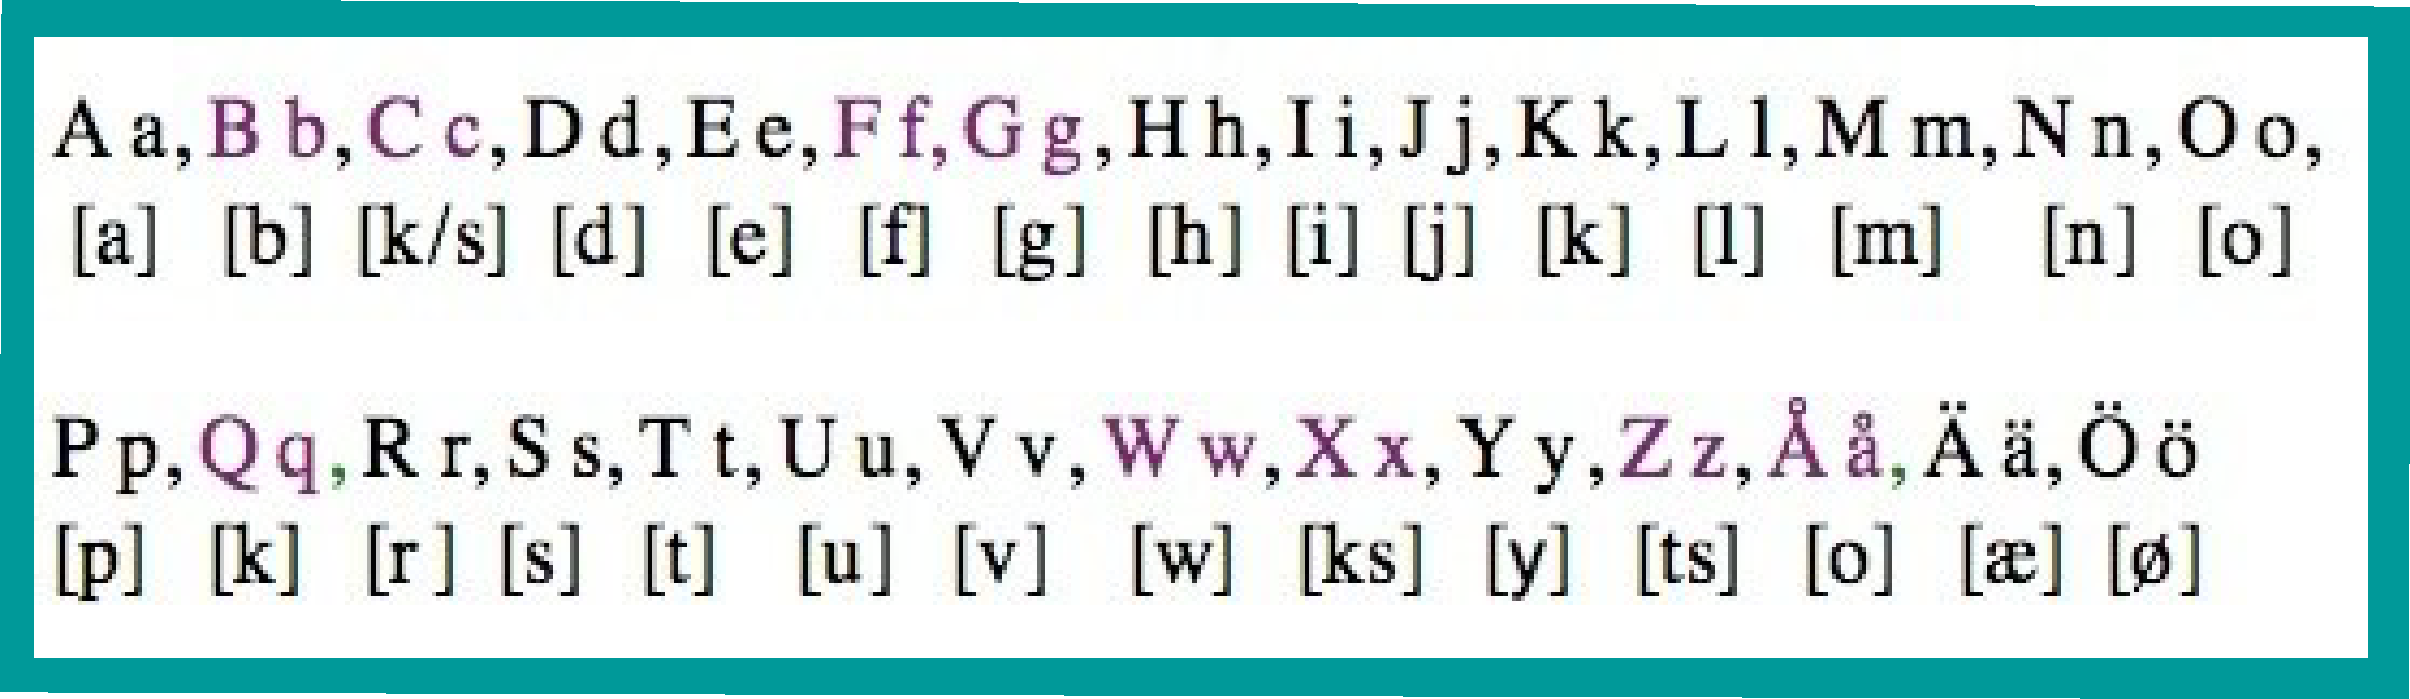 A a, B b, C c, D d, E e, F f, G g, H h, I i, J j, K k, L l, M m, N n, O o,
[a] [b] [k/s] [d] [e] [f] [g] [h] [i] [j] [k] [l] [m] [n] [o]
P p, Q q, R r, S s, T t, U u, V v, W w, X x, Y y, Z z, Å å, Ä ä, Ö ö
[p] [k] [r] [s] [t] [u] [v] [w] [ks] [y] [ts] [o] [æ] [ø]